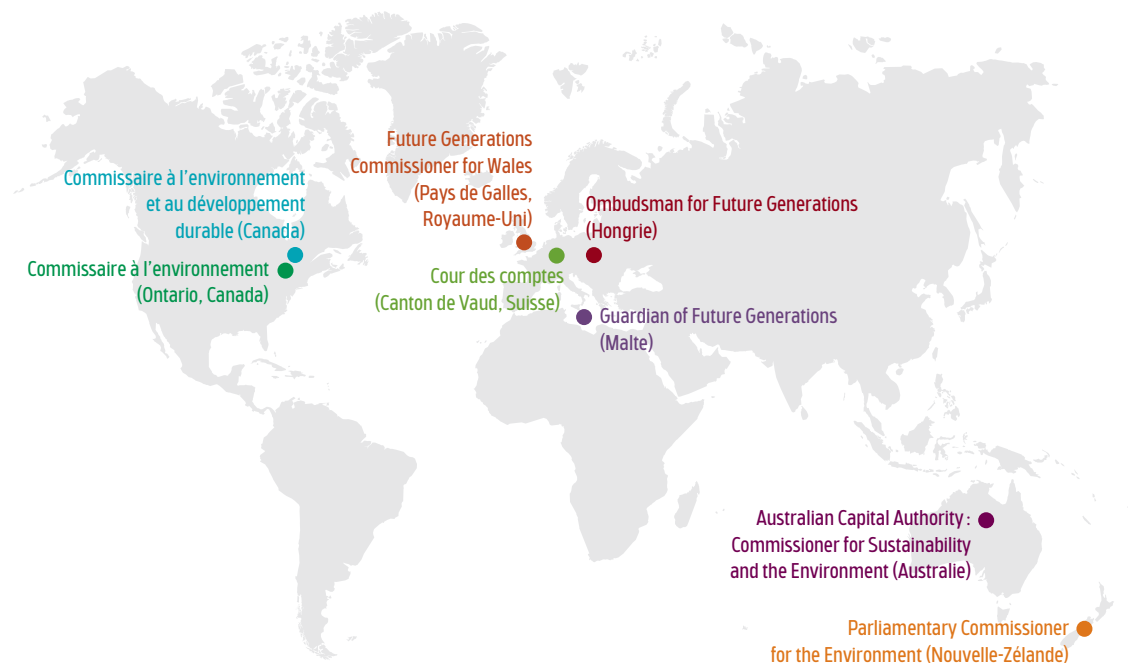 Future Generations
Commissioner for Wales
(Pays de Galles,
Royaume-Uni)
Commissaire à l'environnement
et au développement
durable (Canada)
Ombudsman for Future Generations
(Hongrie)
Commissaire à l'environnement
(Ontario, Canada)
Cour des comptes
(Canton de Vaud, Suisse)
Guardian of Future Generations
(Malte)
Australian Capital Authority :
Commissioner for Sustainability
and the Environment (Australie)
Parliamentary Commissioner
for the Environment (Nouvelle-Zélande)